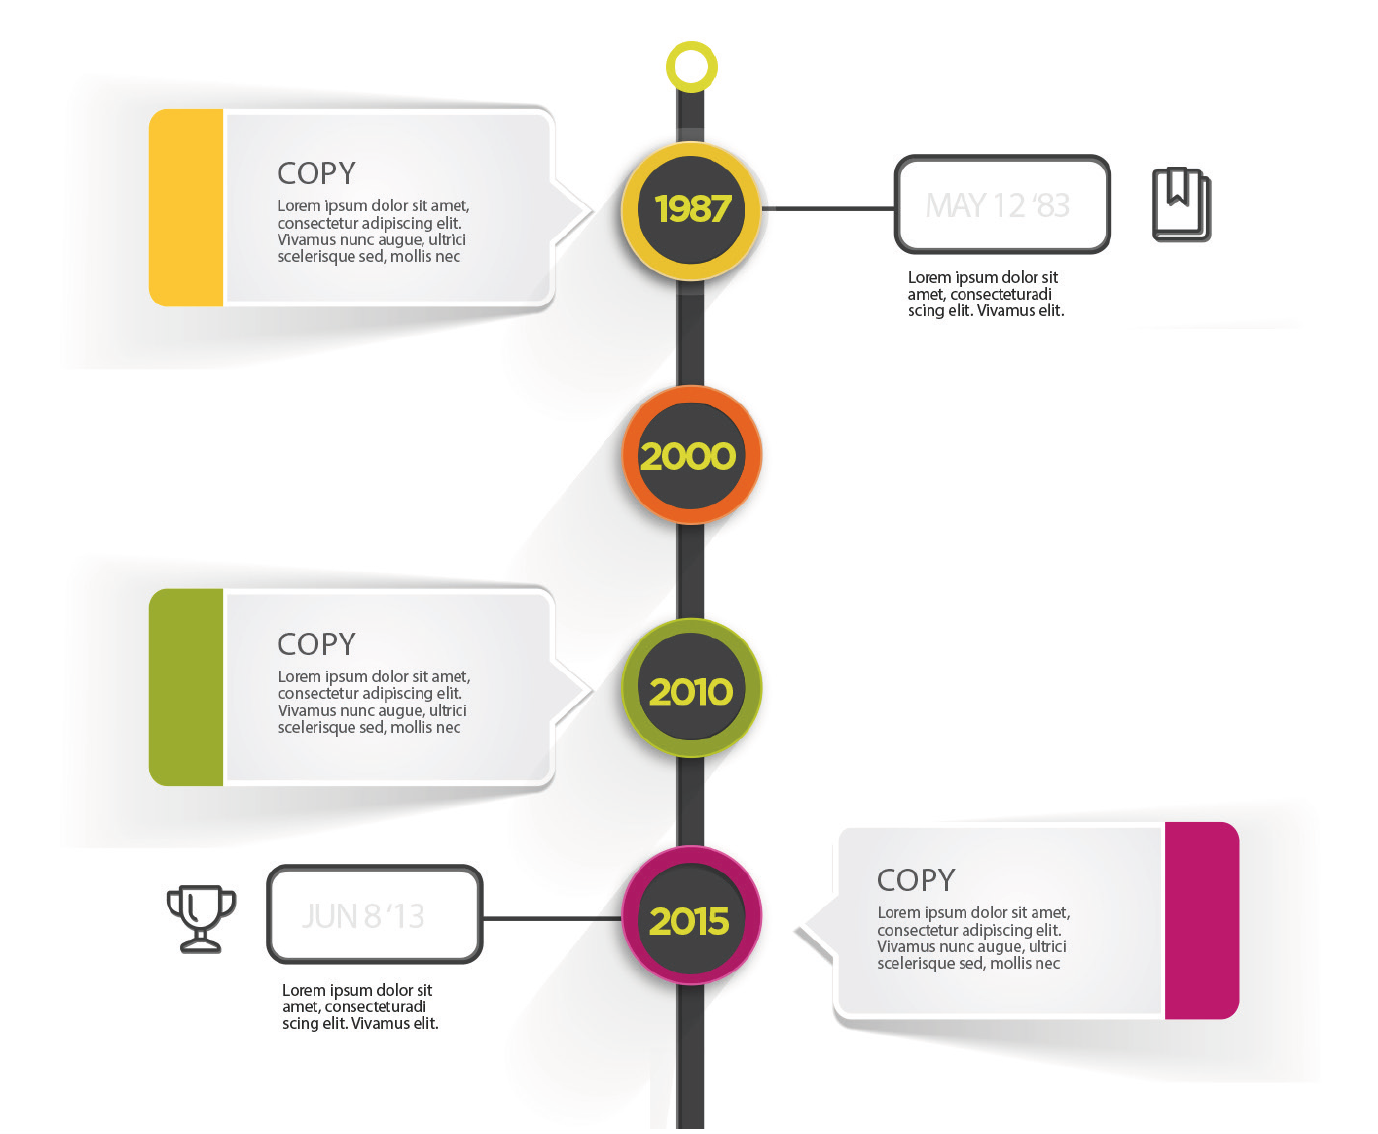 COPY
Lorem ipsum dolor sit amet,
consectetur adipiscing elit.
Vivamus nunc augue, ultrici
scelerisque sed, mollis nec
1987
MAY 12 ‘83
Lorem ipsum dolor sit
amet, consecteturadi
scing elit. Vivamus elit.
2000
COPY
Lorem ipsum dolor sit amet,
consectetur adipiscing elit.
Vivamus nunc augue, ultrici
scelerisque sed, mollis nec
2010
JUN 8 ‘13
Lorem ipsum dolor sit
amet, consecteturadi
scing elit. Vivamus elit.
2015
COPY
Lorem ipsum dolor sit amet,
consectetur adipiscing elit.
Vivamus nunc augue, ultrici
scelerisque sed, mollis nec